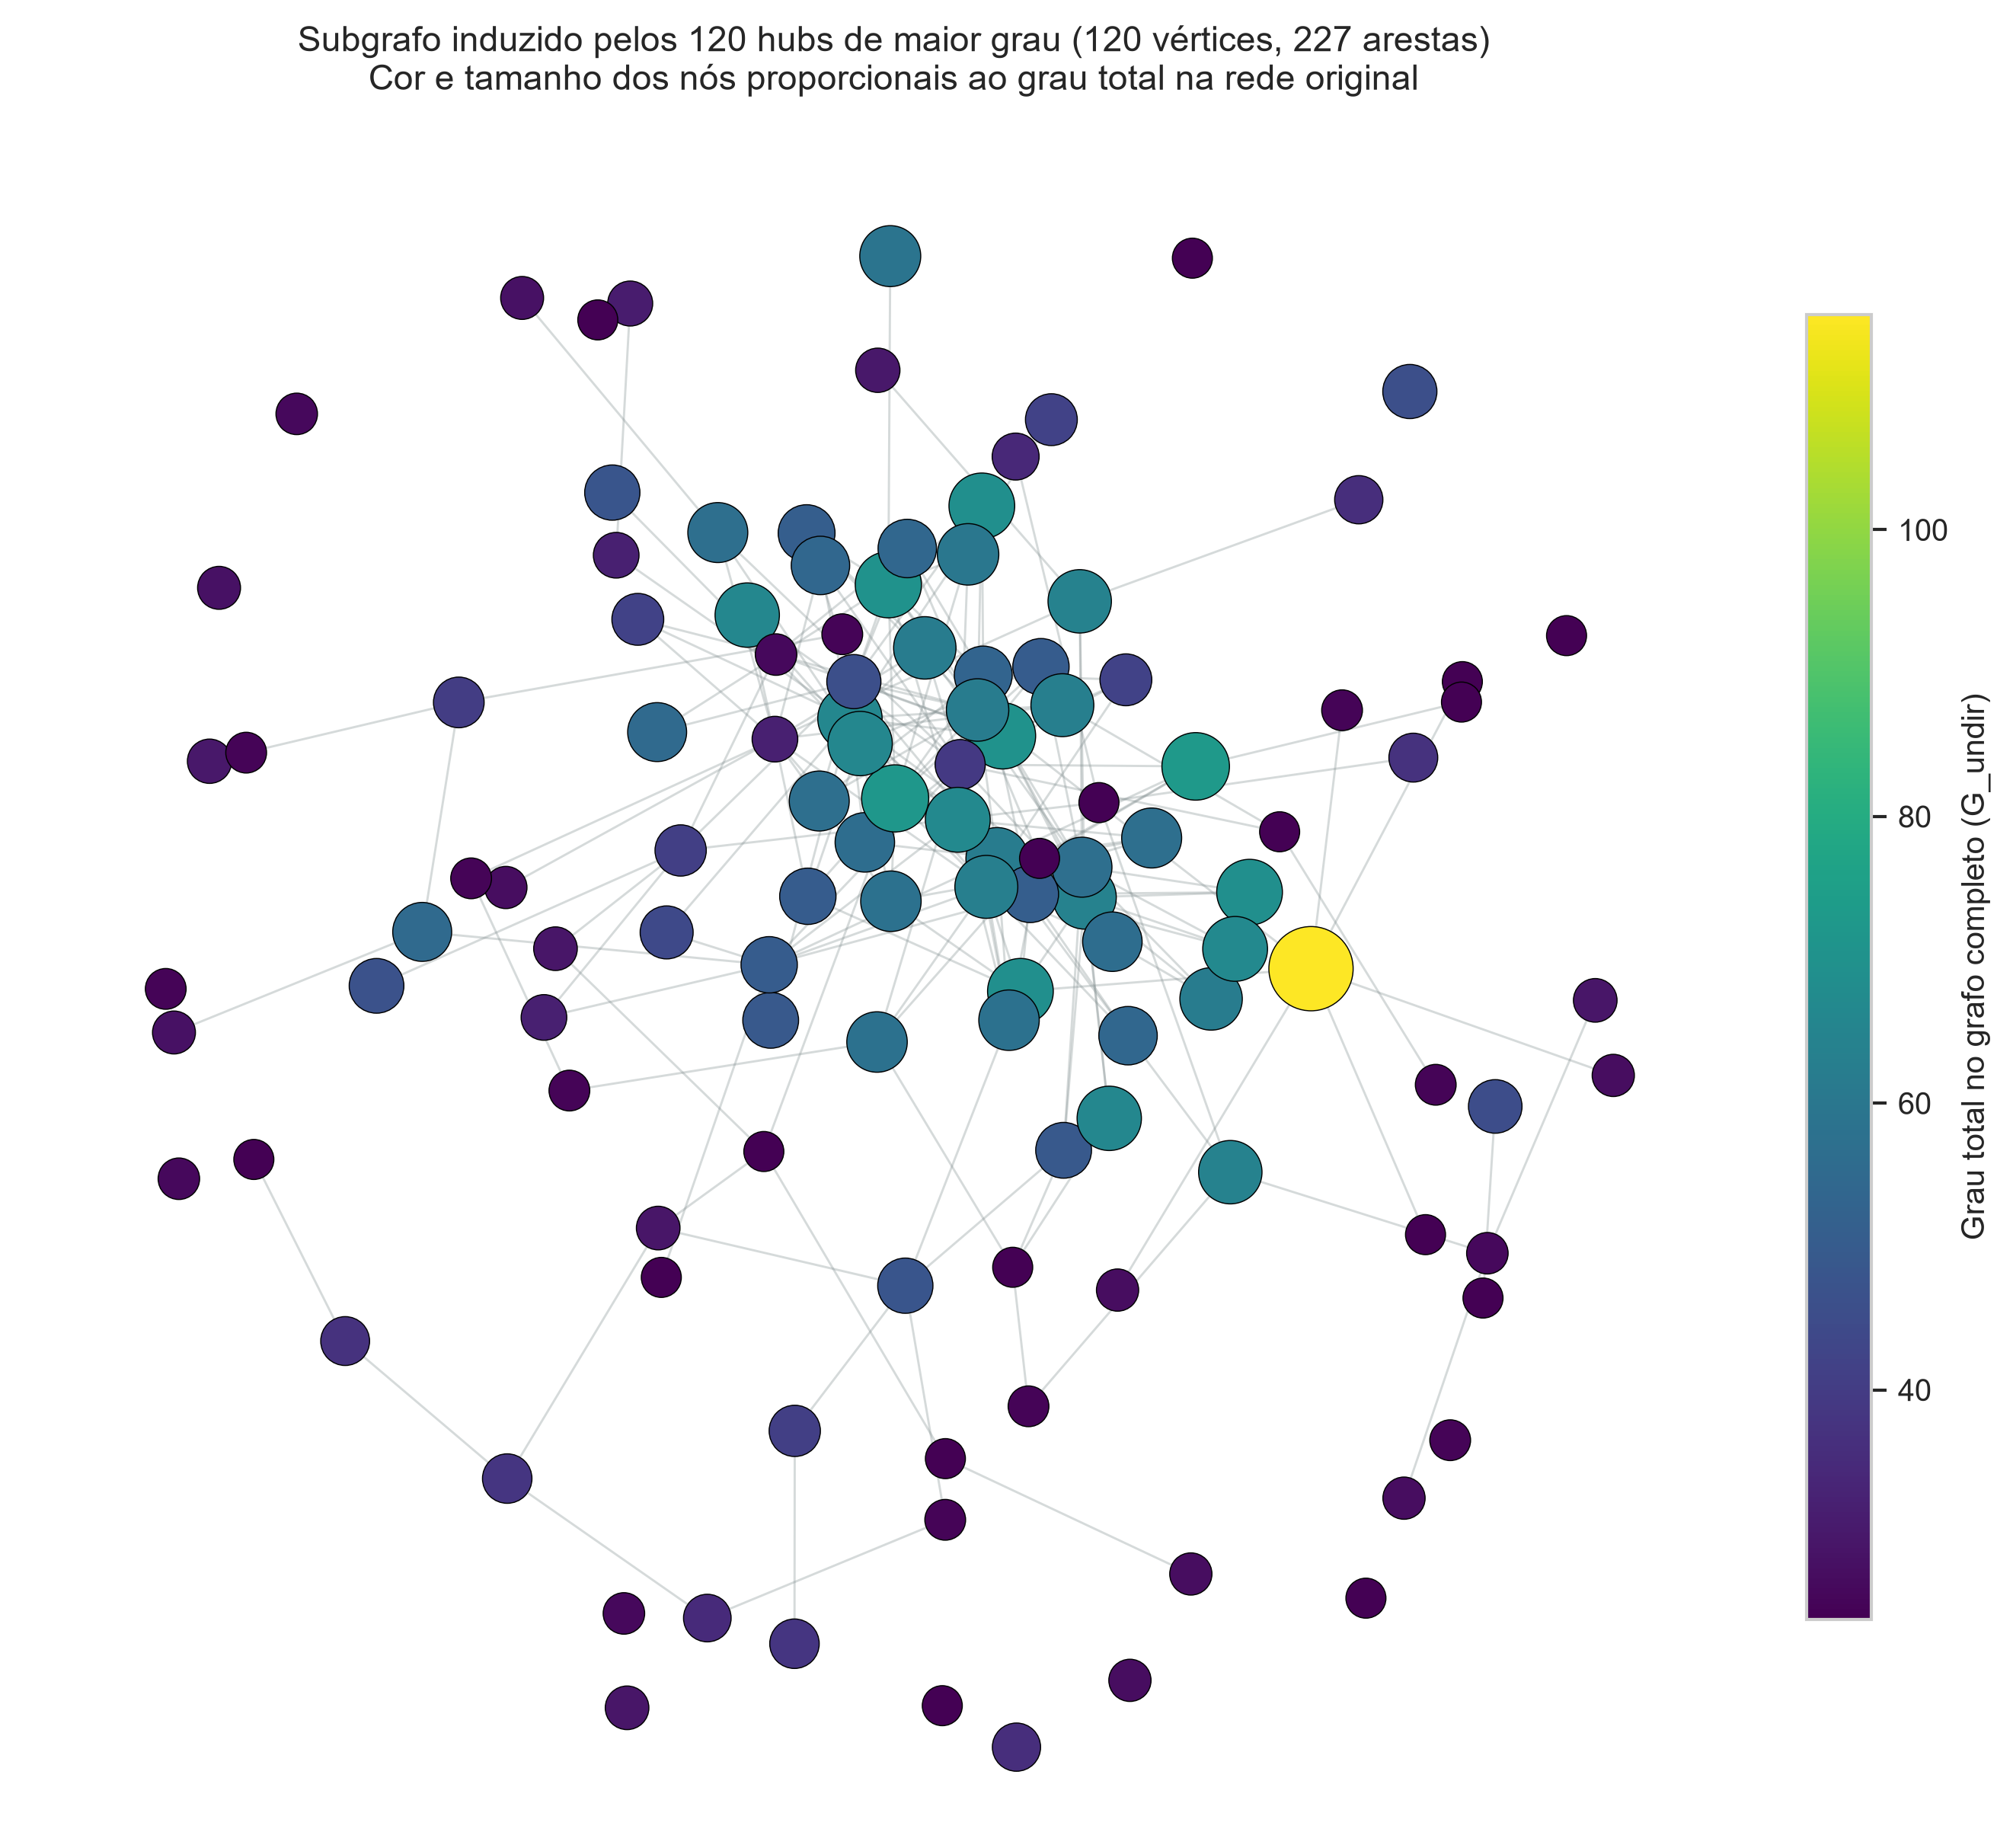 Subgrafo induzido pelos 120 hubs de maior grau (120 vértices, 227 arestas)
Cor e tamanho dos nós proporcionais ao grau total na rede original
100
80
60
40
Grau total no grafo completo (G_undir)